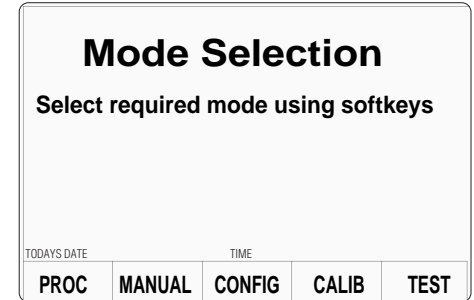 Mode Selection
Select required mode using softkeys
TODAYS DATE TIME
PROC MANUAL CONFIG CALIB TEST